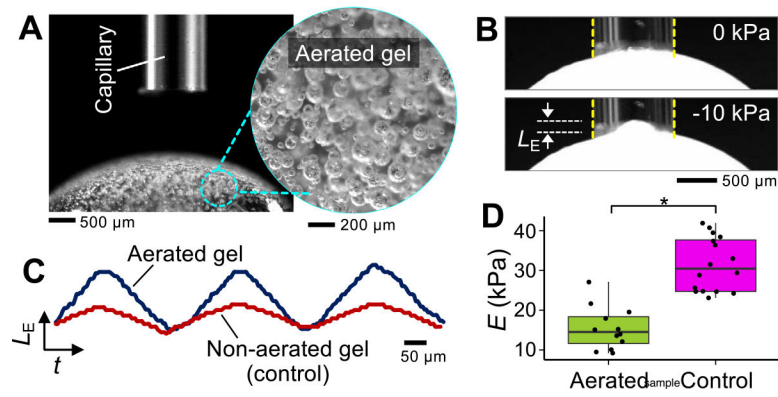 A
Capillary
Aerated gel
500 µm
200 µm
B
0 kPa
-10 kPa
LE
500 µm
C
Aerated gel
Non-aerated gel
(control)
LE
t
50 µm
D
*
E (kPa)
40
30
20
10
Aerated
sample
Control